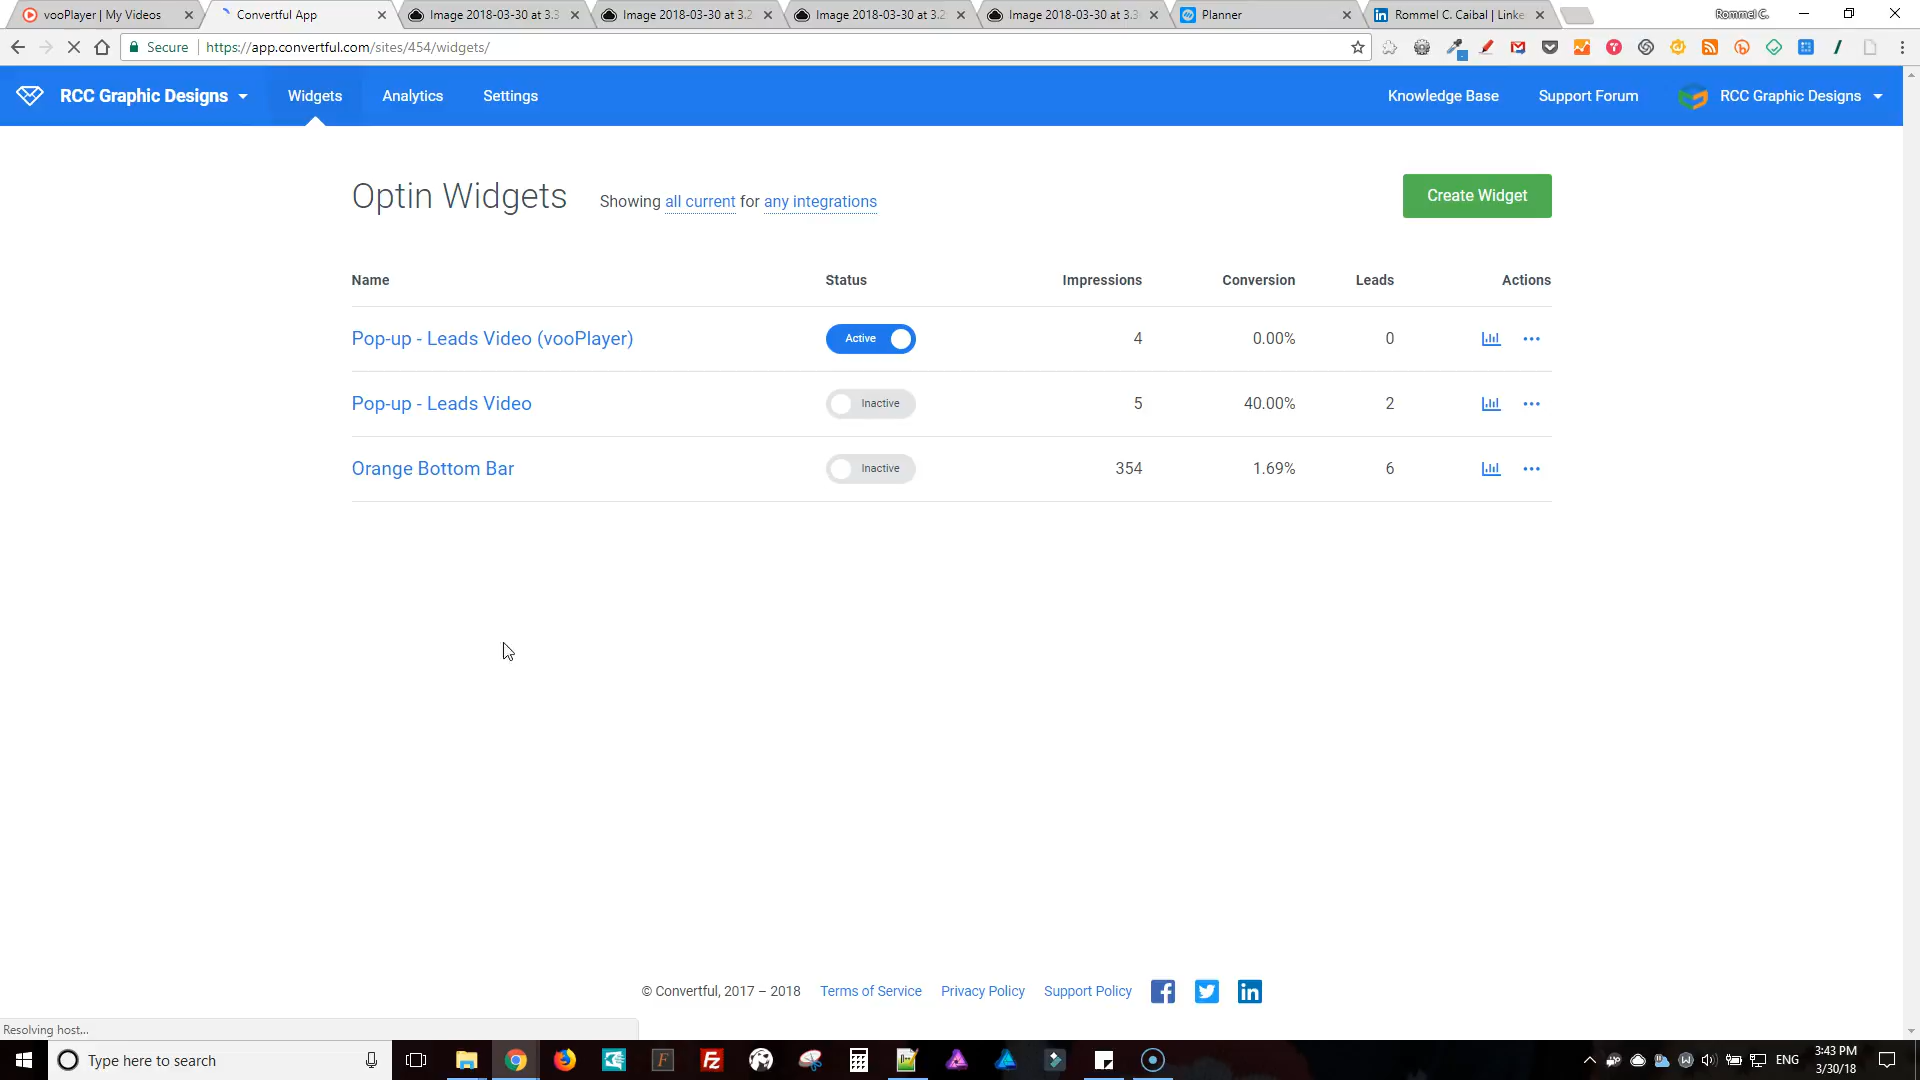 vooPlayer | My Videos
Convertful App
Image 2018-03-30 at 3.3
Image 2018-03-30 at 3.2
Image 2018-03-30 at 3.2
Image 2018-03-30 at 3.3
Planner
Rommel C. Caibal | Linke
Rommel C.
Secure
https://app.convertful.com/sites/454/widgets/
RCC Graphic Designs
Widgets
Analytics
Settings
Knowledge Base
Support Forum
RCC Graphic Designs
Optin Widgets
Showing all current for any integrations
Create Widget
Name Status Impressions Conversion Leads Actions
Pop-up - Leads Video (vooPlayer) Active 4 0.00% 0
Pop-up - Leads Video Inactive 5 40.00% 2
Orange Bottom Bar Inactive 354 1.69% 6
© Convertful, 2017 – 2018 Terms of Service Privacy Policy Support Policy
Resolving host...
Type here to search
ENG
3:43 PM
3/30/18